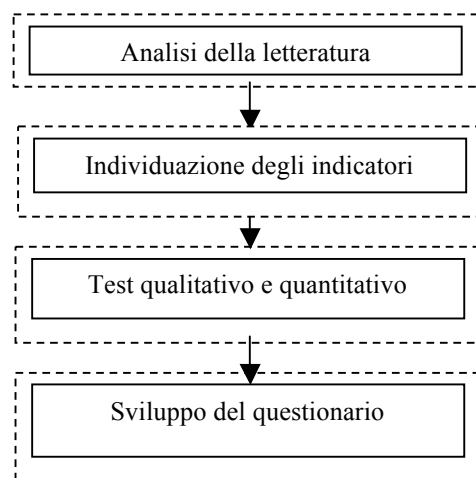 Analisi della letteratura
Individuazione degli indicatori
Test qualitativo e quantitativo
Sviluppo del questionario